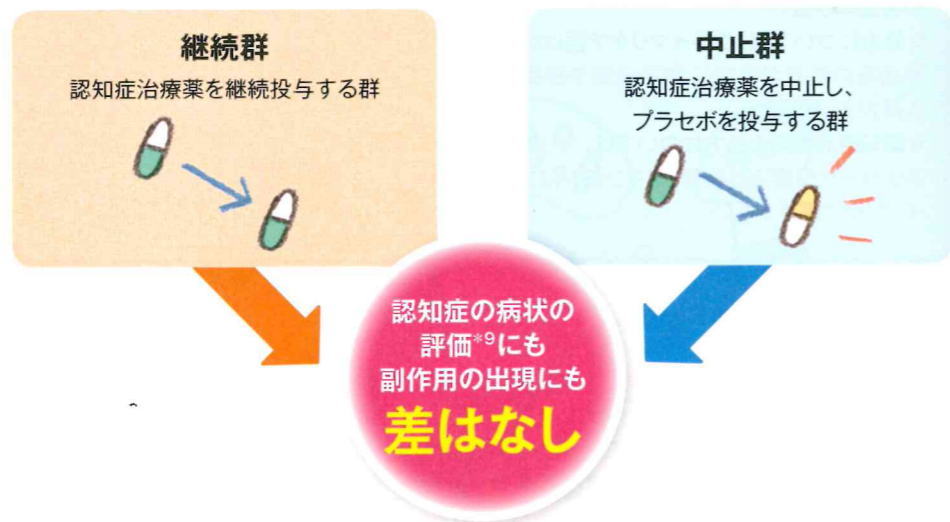 継続群
認知症治療薬を継続投与する群
中止群
認知症治療薬を中止し、
プラセボを投与する群
認知症の病状の
評価*9にも
副作用の出現にも
差はなし